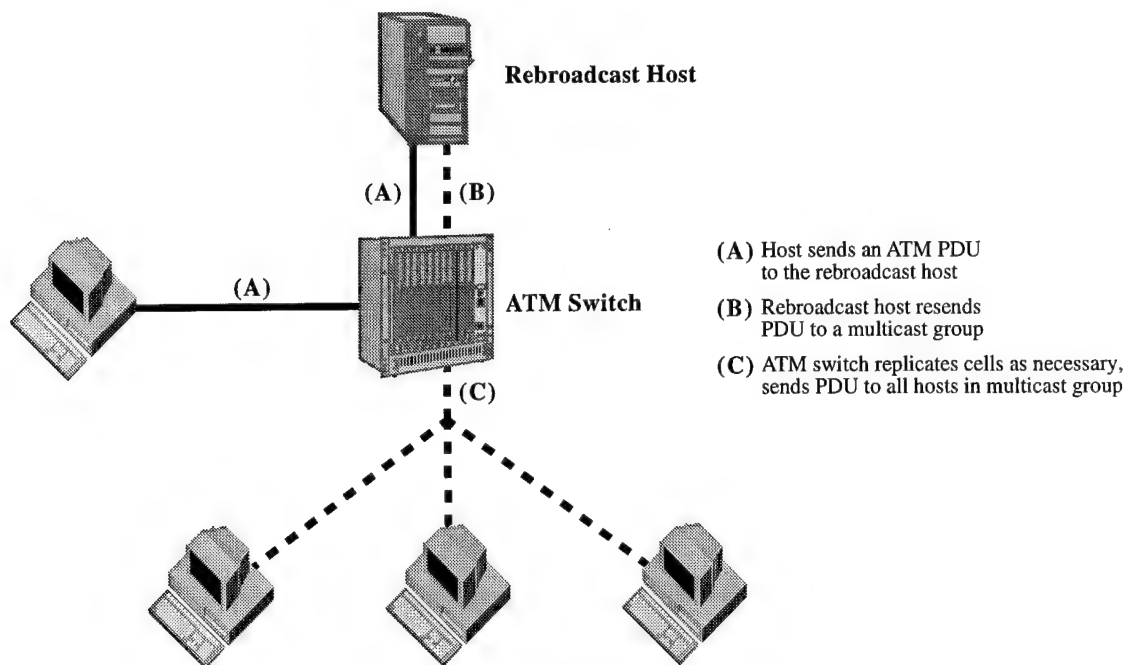 Rebroadcast Host
(A)
(B)
(A)
ATM Switch
(C)
(A) Host sends an ATM PDU
to the rebroadcast host
(B) Rebroadcast host resends
PDU to a multicast group
(C) ATM switch replicates cells as necessary,
sends PDU to all hosts in multicast group